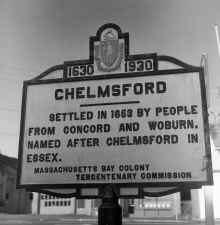 1630 1930
CHELMSFORD
SETTLED IN 1653 BY PEOPLE
FROM CONCORD AND WOBURN.
NAMED AFTER CHELMSFORD IN
ESSEX.
MASSACHUSETTS BAY COLONY
TERCENTENARY COMMISSION